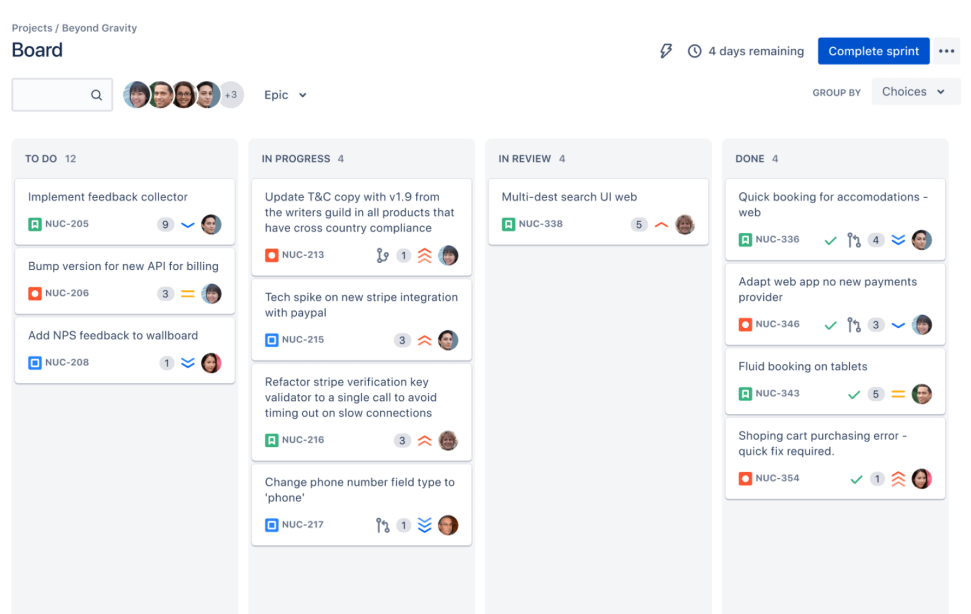 Projects / Beyond Gravity
Board
4 days remaining
Complete sprint
+3
Epic
GROUP BY
Choices
TO DO 12
Implement feedback collector
NUC-205
9
Bump version for new API for billing
NUC-206
3
Add NPS feedback to wallboard
NUC-208
1
IN PROGRESS 4
Update T&C copy with v1.9 from
the writers guild in all products that
have cross country compliance
NUC-213
1
Tech spike on new stripe integration
with paypal
NUC-215
3
Refactor stripe verification key
validator to a single call to avoid
timing out on slow connections
NUC-216
3
Change phone number field type to
'phone'
NUC-217
1
IN REVIEW 4
Multi-dest search UI web
NUC-338
5
DONE 4
Quick booking for accomodations -
web
NUC-336
4
Adapt web app no new payments
provider
NUC-346
3
Fluid booking on tablets
NUC-343
5
Shoping cart purchasing error -
quick fix required.
NUC-354
1